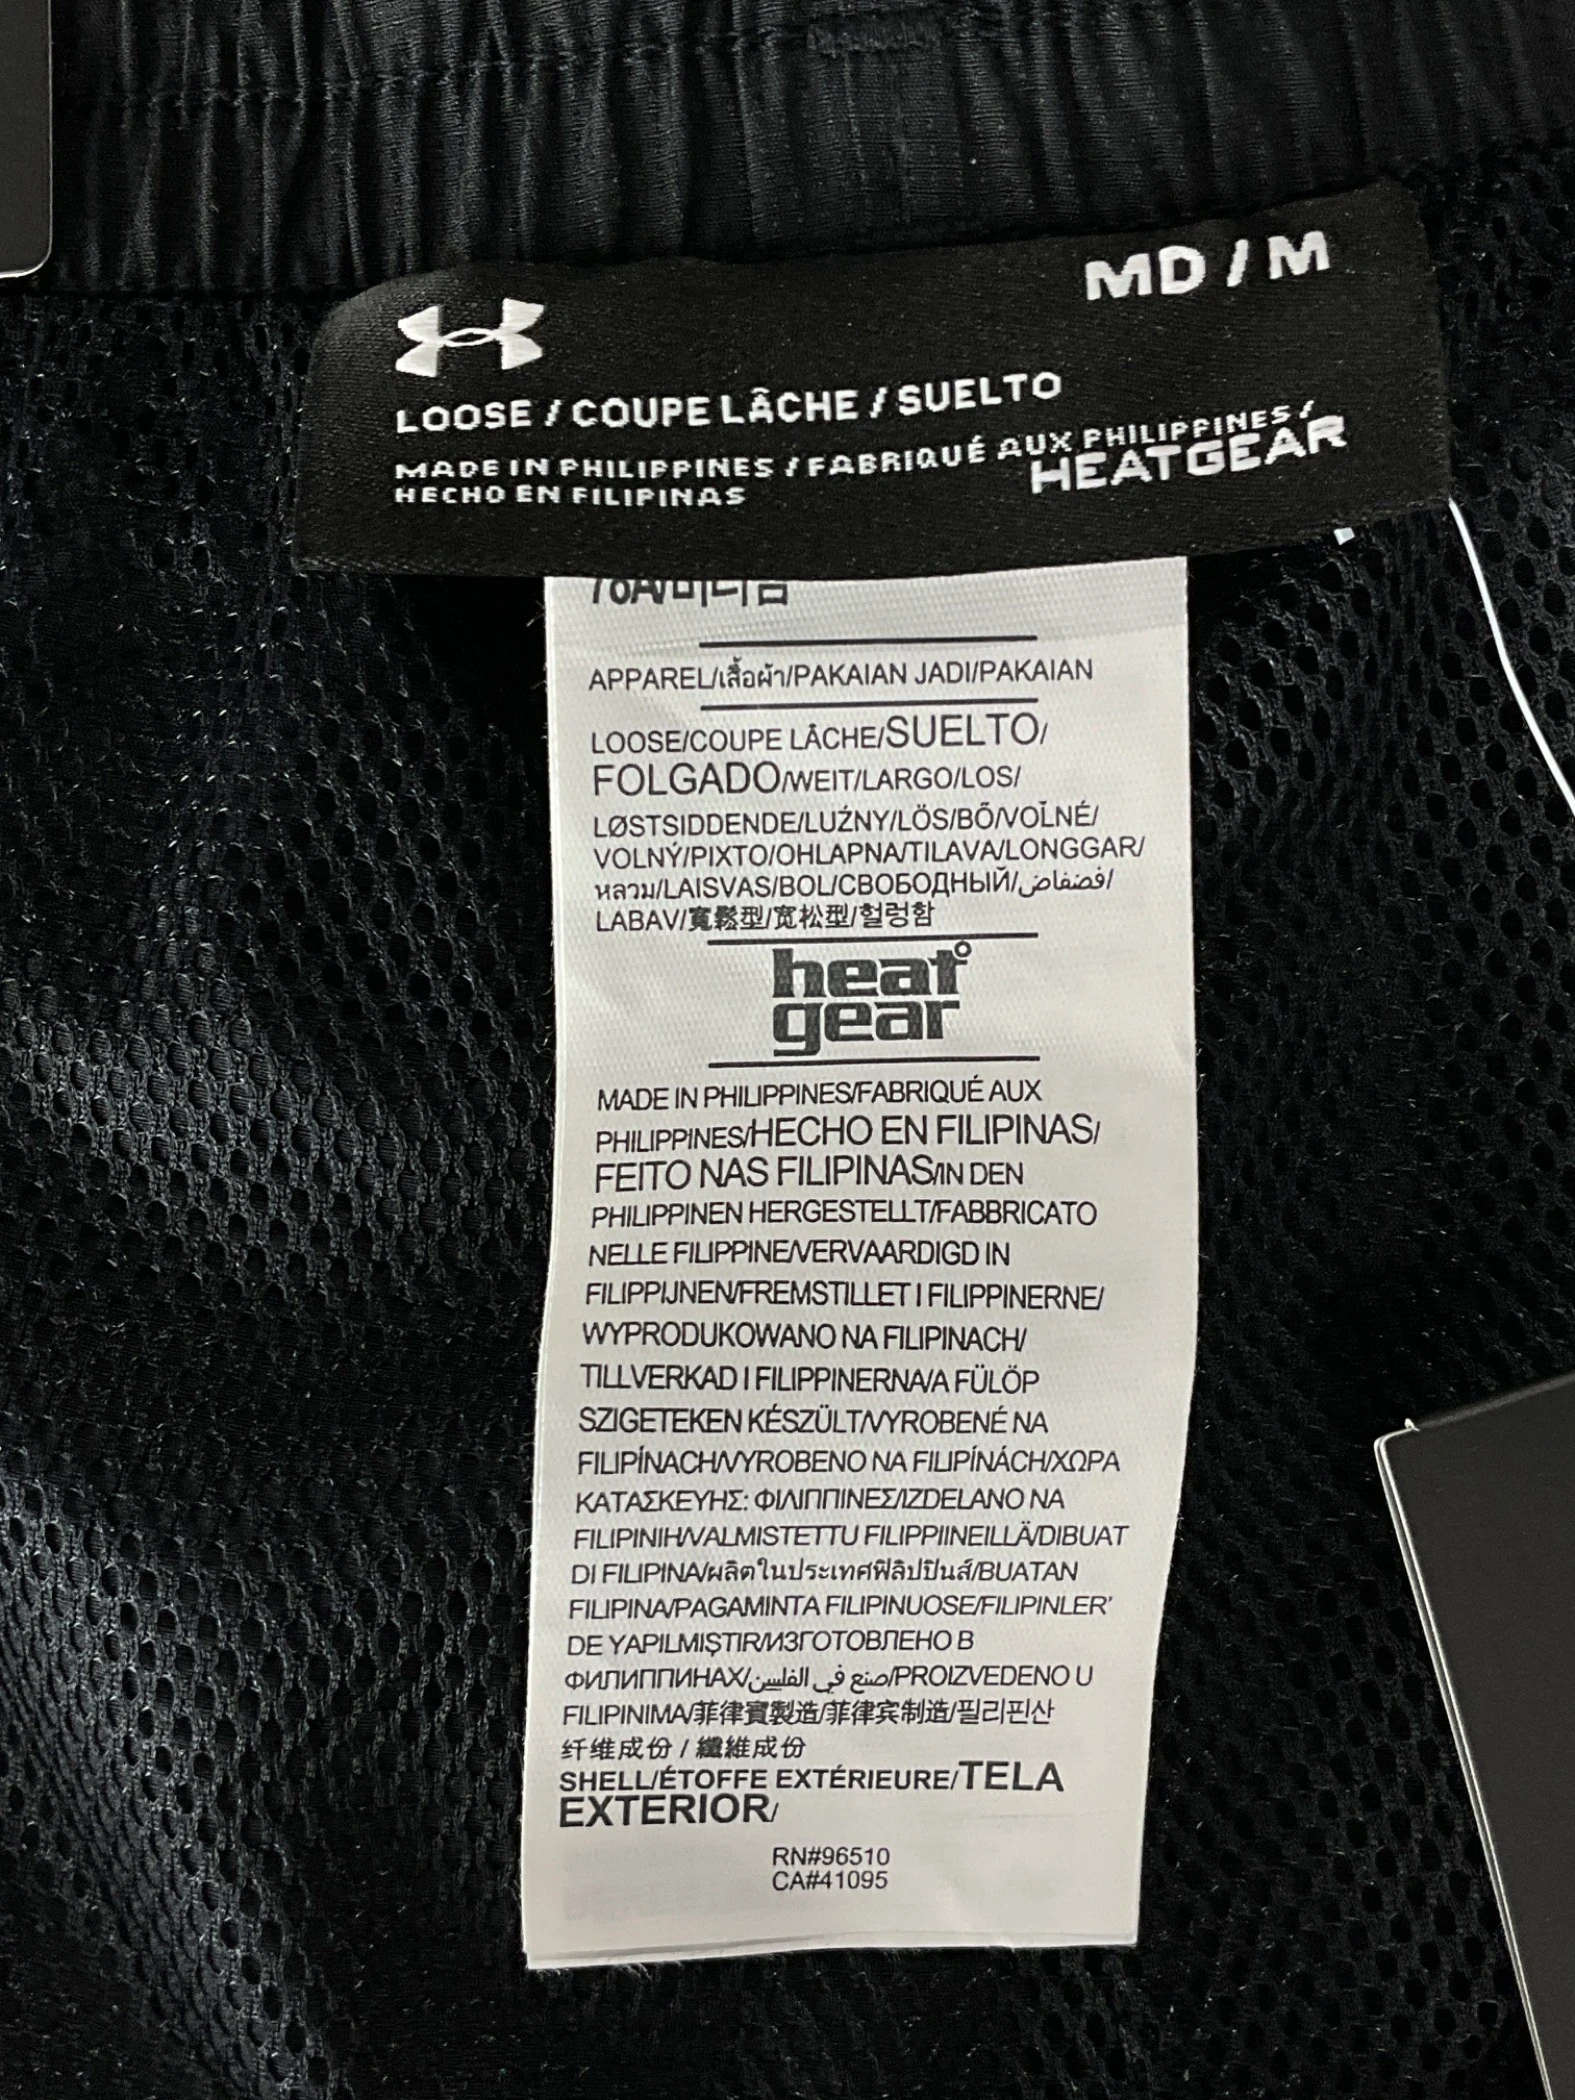 MD / M
LOOSE / COUPE LÂCHE / SUELTO
MADE IN PHILIPPINES / FABRIQUÉ AUX PHILIPPINES /
HECHO EN FILIPINAS
HEATGEAR
APPAREL/เสื้อผ้า/PAKAIAN JADI/PAKAIAN
LOOSE/COUPE LÂCHE/SUELTO/
FOLGADO/WEIT/LARGO/LOS/
LØSTSIDDENDE/LUŹNY/LÖS/BŐ/VOĹNÉ/
VOLNÝ/PIXTO/OHLAPNA/TILAVA/LONGGAR/
หลวม/LAISVAS/BOL/СВОБОДНЫЙ/فضفاض/
LABAV/寬鬆型/宽松型/헐렁함
heat
gear
MADE IN PHILIPPINES/FABRIQUÉ AUX
PHILIPPINES/HECHO EN FILIPINAS/
FEITO NAS FILIPINAS/IN DEN
PHILIPPINEN HERGESTELLT/FABBRICATO
NELLE FILIPPINE/VERVAARDIGD IN
FILIPPIJNEN/FREMSTILLET I FILIPPINERNE/
WYPRODUKOWANO NA FILIPINACH/
TILLVERKAD I FILIPPINERNA/A FÜLÖP
SZIGETEKEN KÉSZÜLT/VYROBENÉ NA
FILIPÍNACH/VYROBENO NA FILIPÍNÁCH/ΧΩΡΑ
ΚΑΤΑΣΚΕΥΗΣ: ΦΙΛΙΠΠΙΝΕΣ/IZDELANO NA
FILIPINIH/VALMISTETTU FILIPPIINEILLÄ/DIBUAT
DI FILIPINA/ผลิตในประเทศฟิลิปปินส์/BUATAN
FILIPINA/PAGAMINTA FILIPINUOSE/FILIPINLER'
DE YAPILMIŞTIR/ИЗГОТОВЛЕНО В
ФИЛИППИНАХ/صنع في الفلبين/PROIZVEDENO U
FILIPINIMA/菲律賓製造/菲律宾制造/필리핀산
纤维成份 / 纖維成份
SHELL/ÉTOFFE EXTÉRIEURE/TELA
EXTERIOR/
RN#96510
CA#41095